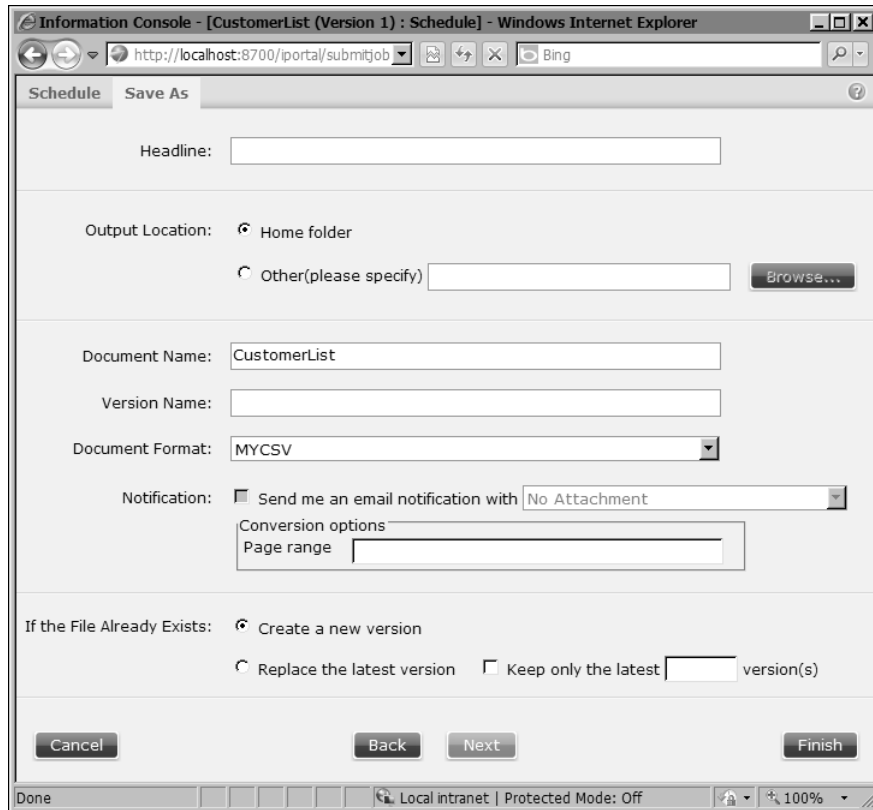 Information Console - [CustomerList (Version 1) : Schedule] - Windows Internet Explorer
http://localhost:8700/iportal/submitjob
Bing
Schedule Save As
Headline:
Output Location: Home folder
Other(please specify) Browse...
Document Name: CustomerList
Version Name:
Document Format: MYCSV
Notification: Send me an email notification with No Attachment
Conversion options
Page range
If the File Already Exists: Create a new version
Replace the latest version Keep only the latest version(s)
Cancel Back Next Finish
Done Local intranet | Protected Mode: Off 100%